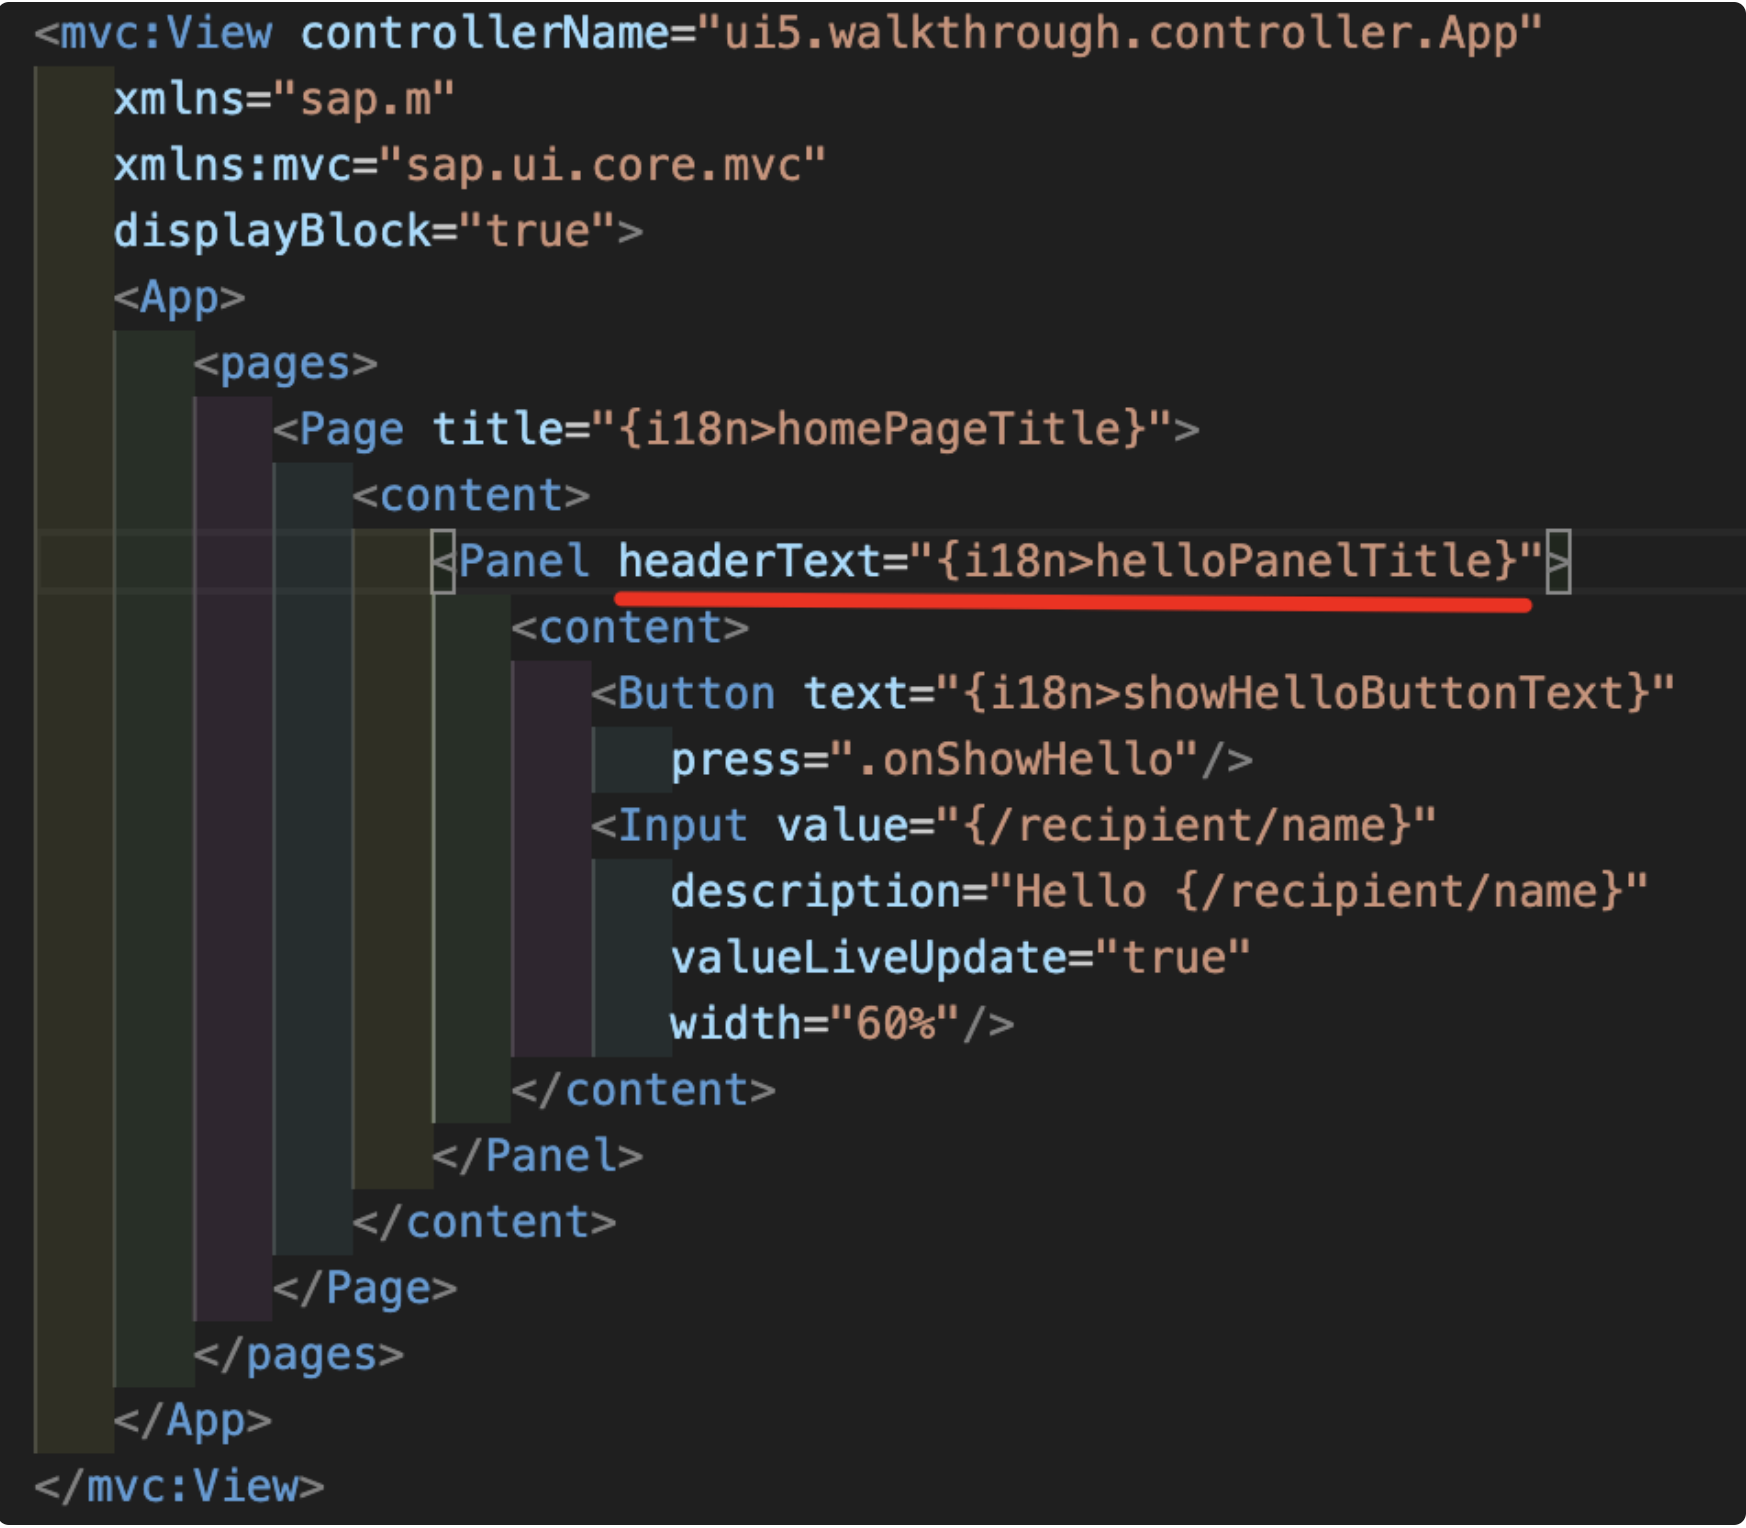 <mvc:View controllerName="ui5.walkthrough.controller.App"
xmlns="sap.m"
xmlns:mvc="sap.ui.core.mvc"
displayBlock="true">
<App>
<pages>
<Page title="{i18n>homePageTitle}">
<content>
<Panel headerText="{i18n>helloPanelTitle}">
<content>
<Button text="{i18n>showHelloButtonText}"
press=".onShowHello"/>
<Input value="{/recipient/name}"
description="Hello {/recipient/name}"
valueLiveUpdate="true"
width="60%"/>
</content>
</Panel>
</content>
</Page>
</pages>
</App>
</mvc:View>